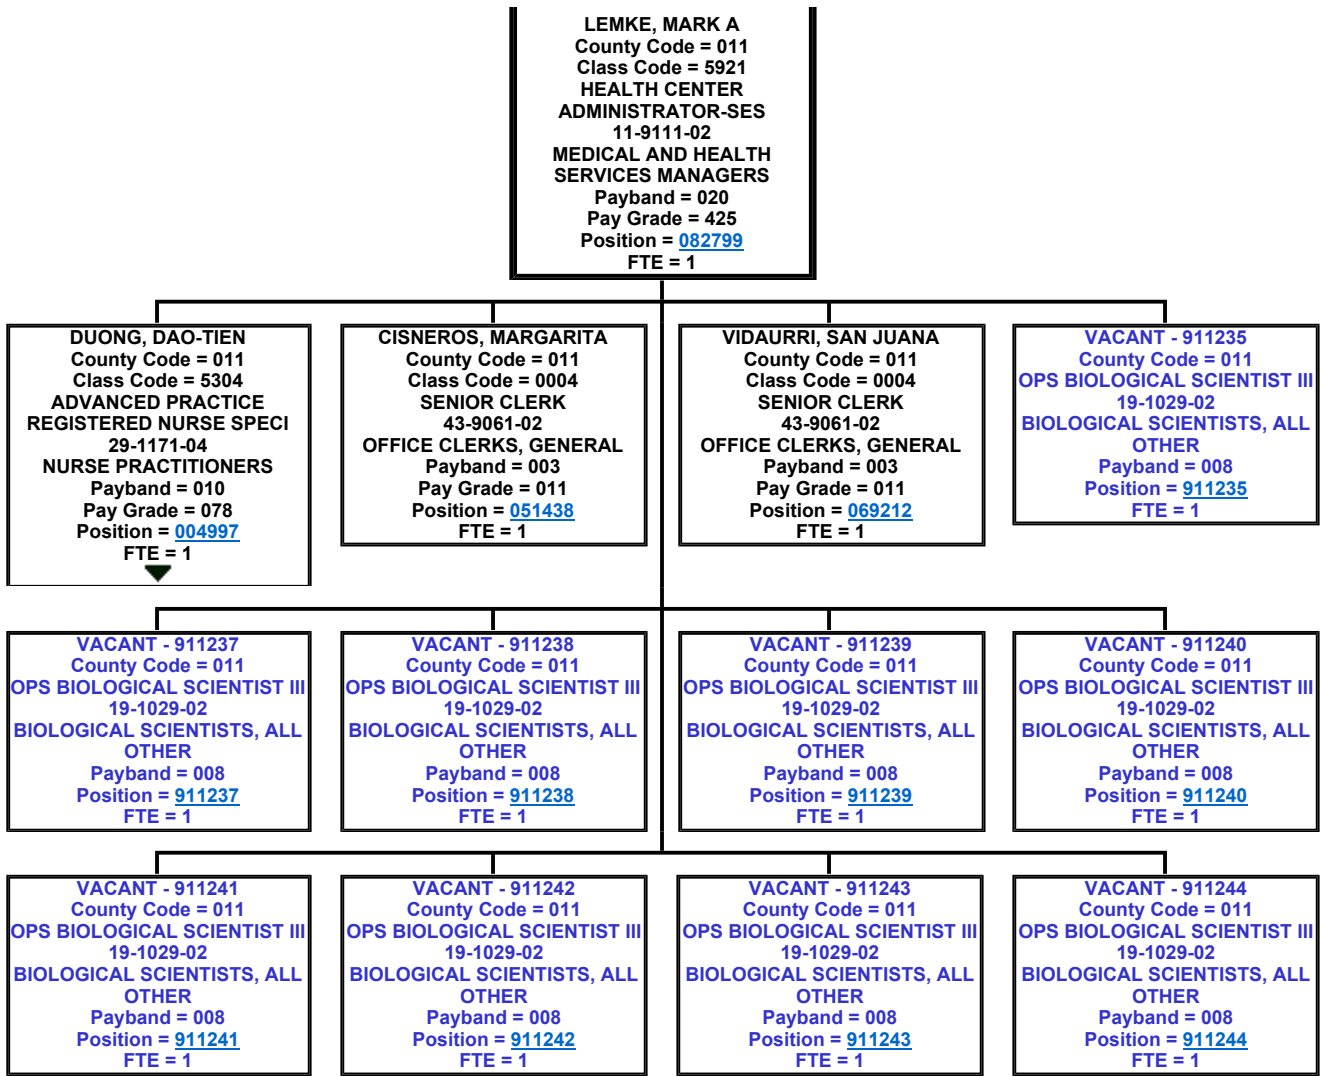 LEMKE, MARK A
County Code = 011
Class Code = 5921
HEALTH CENTER
ADMINISTRATOR-SES
11-9111-02
MEDICAL AND HEALTH
SERVICES MANAGERS
Payband = 020
Pay Grade = 425
Position = 082799
FTE = 1
DUONG, DAO-TIEN
County Code = 011
Class Code = 5304
ADVANCED PRACTICE
REGISTERED NURSE SPECI
29-1171-04
NURSE PRACTITIONERS
Payband = 010
Pay Grade = 078
Position = 004997
FTE = 1
CISNEROS, MARGARITA
County Code = 011
Class Code = 0004
SENIOR CLERK
43-9061-02
OFFICE CLERKS, GENERAL
Payband = 003
Pay Grade = 011
Position = 051438
FTE = 1
VIDAURRI, SAN JUANA
County Code = 011
Class Code = 0004
SENIOR CLERK
43-9061-02
OFFICE CLERKS, GENERAL
Payband = 003
Pay Grade = 011
Position = 069212
FTE = 1
VACANT - 911235
County Code = 011
OPS BIOLOGICAL SCIENTIST III
19-1029-02
BIOLOGICAL SCIENTISTS, ALL
OTHER
Payband = 008
Position = 911235
FTE = 1
VACANT - 911237
County Code = 011
OPS BIOLOGICAL SCIENTIST III
19-1029-02
BIOLOGICAL SCIENTISTS, ALL
OTHER
Payband = 008
Position = 911237
FTE = 1
VACANT - 911238
County Code = 011
OPS BIOLOGICAL SCIENTIST III
19-1029-02
BIOLOGICAL SCIENTISTS, ALL
OTHER
Payband = 008
Position = 911238
FTE = 1
VACANT - 911239
County Code = 011
OPS BIOLOGICAL SCIENTIST III
19-1029-02
BIOLOGICAL SCIENTISTS, ALL
OTHER
Payband = 008
Position = 911239
FTE = 1
VACANT - 911240
County Code = 011
OPS BIOLOGICAL SCIENTIST III
19-1029-02
BIOLOGICAL SCIENTISTS, ALL
OTHER
Payband = 008
Position = 911240
FTE = 1
VACANT - 911241
County Code = 011
OPS BIOLOGICAL SCIENTIST III
19-1029-02
BIOLOGICAL SCIENTISTS, ALL
OTHER
Payband = 008
Position = 911241
FTE = 1
VACANT - 911242
County Code = 011
OPS BIOLOGICAL SCIENTIST III
19-1029-02
BIOLOGICAL SCIENTISTS, ALL
OTHER
Payband = 008
Position = 911242
FTE = 1
VACANT - 911243
County Code = 011
OPS BIOLOGICAL SCIENTIST III
19-1029-02
BIOLOGICAL SCIENTISTS, ALL
OTHER
Payband = 008
Position = 911243
FTE = 1
VACANT - 911244
County Code = 011
OPS BIOLOGICAL SCIENTIST III
19-1029-02
BIOLOGICAL SCIENTISTS, ALL
OTHER
Payband = 008
Position = 911244
FTE = 1